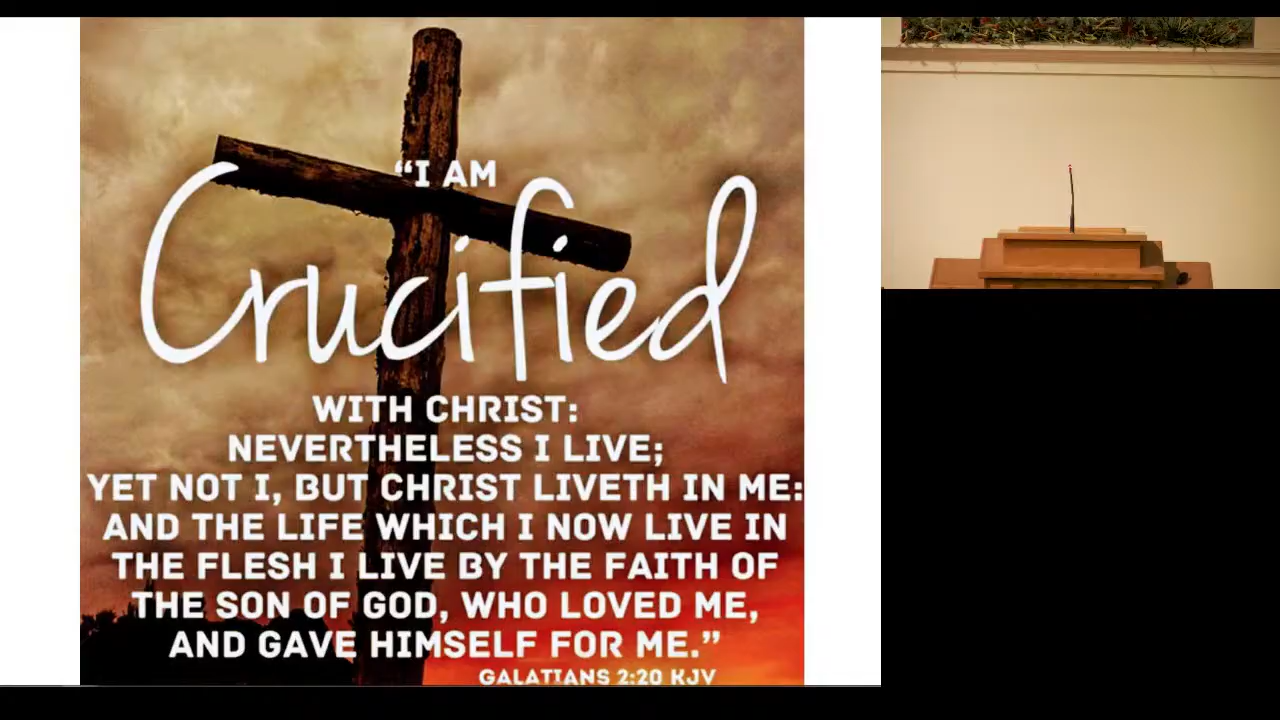 “I AM
Crucified
WITH CHRIST:
NEVERTHELESS I LIVE;
YET NOT I, BUT CHRIST LIVETH IN ME:
AND THE LIFE WHICH I NOW LIVE IN
THE FLESH I LIVE BY THE FAITH OF
THE SON OF GOD, WHO LOVED ME,
AND GAVE HIMSELF FOR ME.”
GALATIANS 2:20 KJV